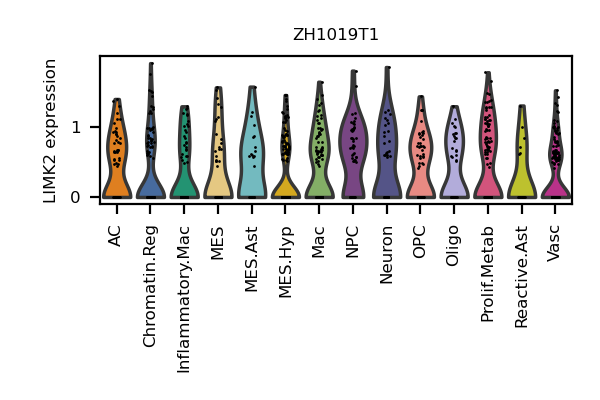 ZH1019T1
LIMK2 expression
1
0
AC
Chromatin.Reg
Inflammatory.Mac
MES
MES.Ast
MES.Hyp
Mac
NPC
Neuron
OPC
Oligo
Prolif.Metab
Reactive.Ast
Vasc